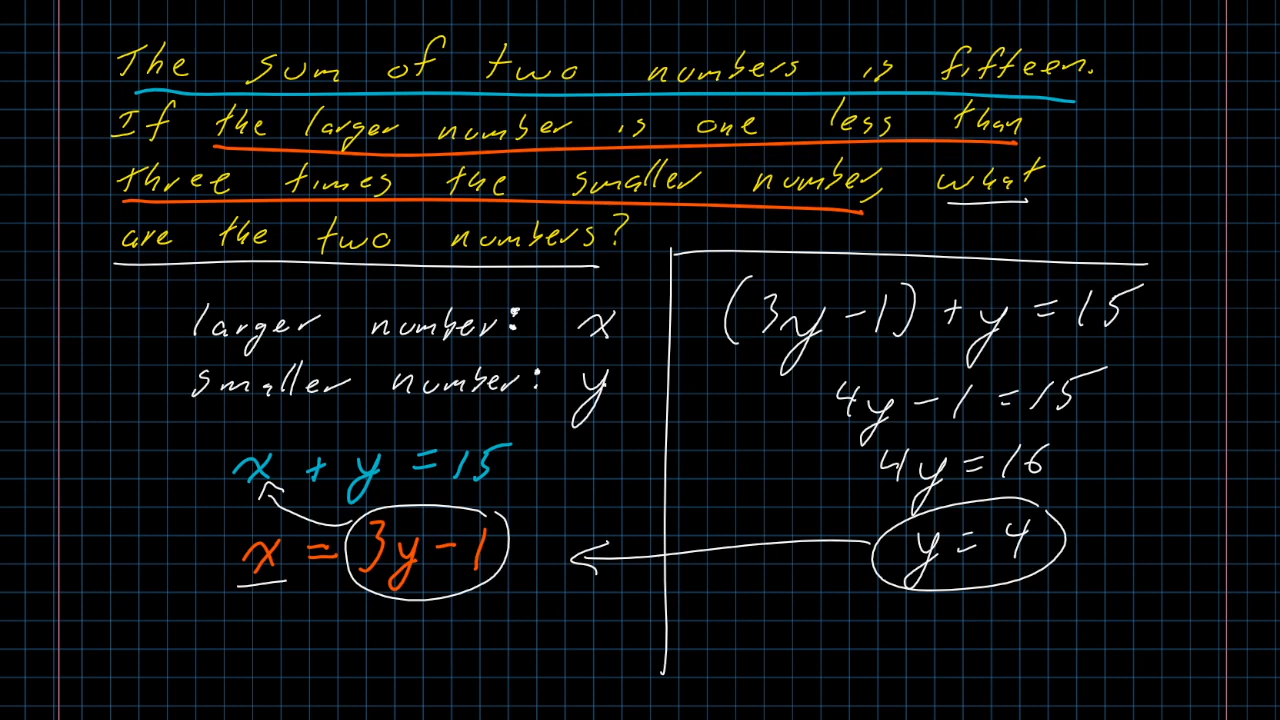 The sum of two numbers is fifteen.
If the larger number is one less than
three times the smaller number, what
are the two numbers?
larger number: x
smaller number: y
x + y = 15
x = 3y - 1
(3y - 1) + y = 15
4y - 1 = 15
4y = 16
y = 4